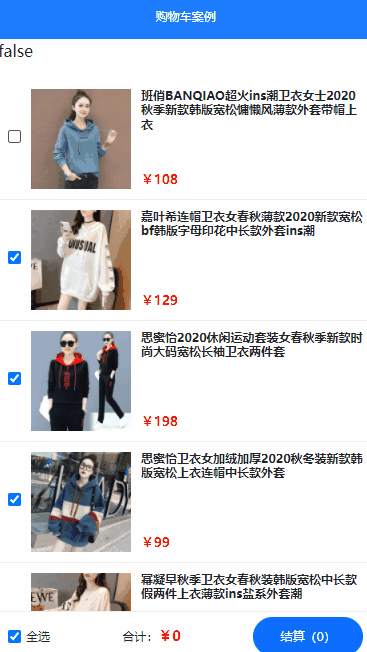 购物车案例
false
班俏BANQIAO超火ins潮卫衣女士2020
秋季新款韩版宽松慵懒风薄款外套带帽上
衣
￥108
嘉叶希连帽卫衣女春秋薄款2020新款宽松
bf韩版字母印花中长款外套ins潮
￥129
UNUSUAL
思蜜怡2020休闲运动套装女春秋季新款时
尚大码宽松长袖卫衣两件套
￥198
思蜜怡卫衣女加绒加厚2020秋冬装新款韩
版宽松上衣连帽中长款外套
￥99
幂凝早秋季卫衣女春秋装韩版宽松中长款
假两件上衣薄款ins盐系外套潮
全选 合计：￥0 结算（0）